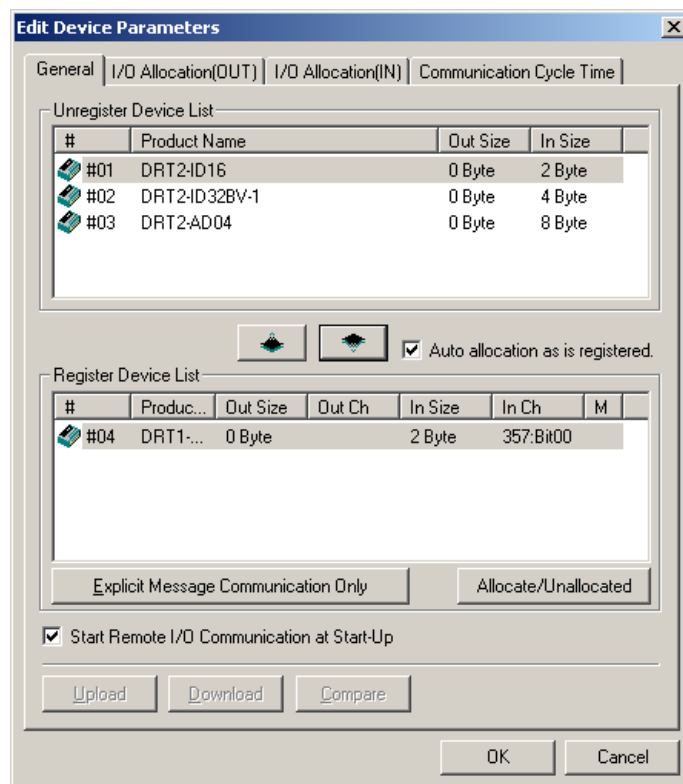 Edit Device Parameters
General I/O Allocation(OUT) I/O Allocation(IN) Communication Cycle Time
Unregister Device List
# Product Name Out Size In Size
#01 DRT2-ID16 0 Byte 2 Byte
#02 DRT2-ID32BV-1 0 Byte 4 Byte
#03 DRT2-AD04 0 Byte 8 Byte
Auto allocation as is registered.
Register Device List
# Produc... Out Size Out Ch In Size In Ch M
#04 DRT1-... 0 Byte 2 Byte 357:Bit00
Explicit Message Communication Only Allocate/Unallocated
Start Remote I/O Communication at Start-Up
Upload Download Compare
OK Cancel